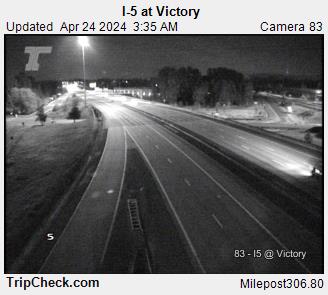 I-5 at Victory
Updated Apr 24 2024 3:35 AM Camera 83
T
S
83 - I5 @ Victory
TripCheck.com Milepost306.80